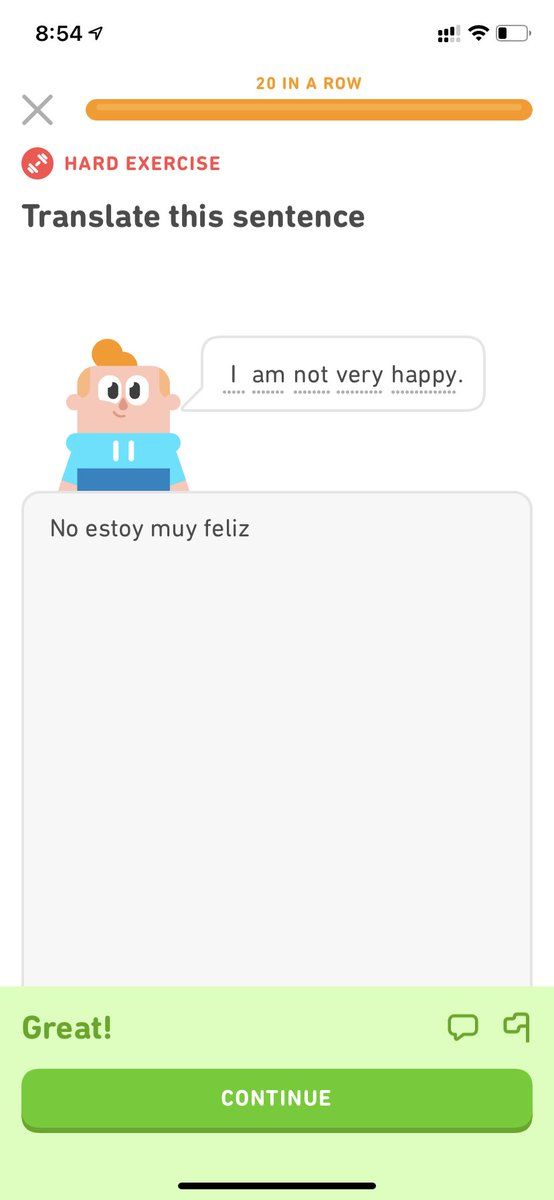 8:54
20 IN A ROW
HARD EXERCISE
Translate this sentence
I am not very happy.
No estoy muy feliz
Great!
CONTINUE